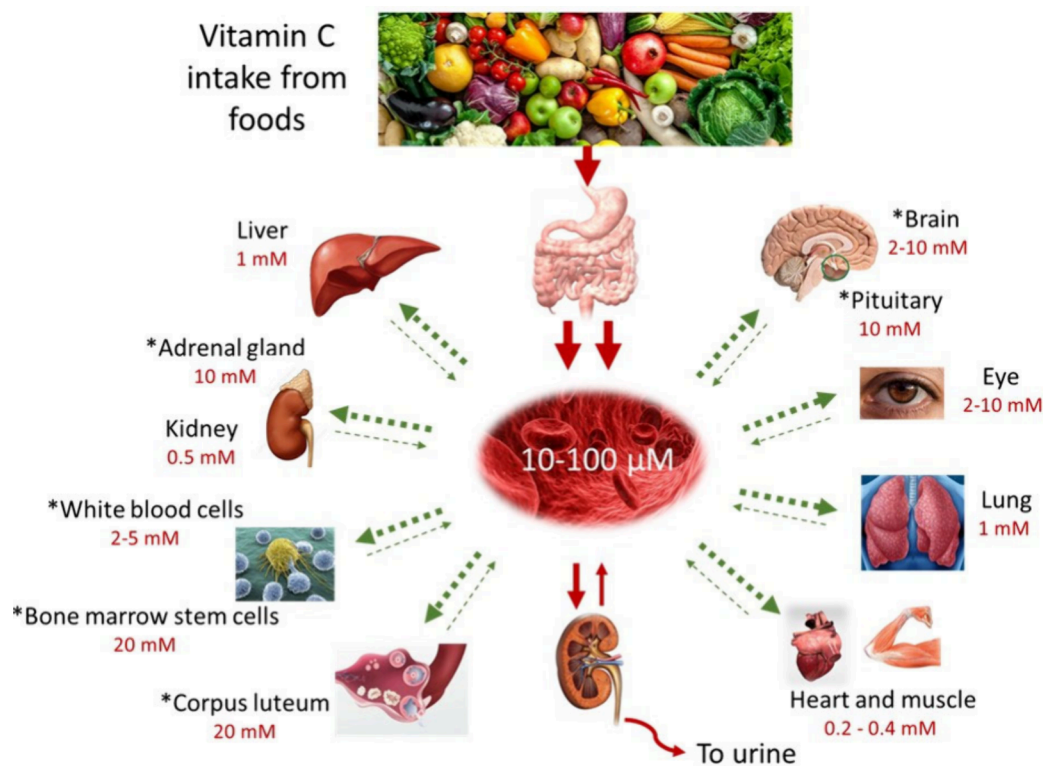 Vitamin C
intake from
foods
Liver
1 mM
*Brain
2-10 mM
*Pituitary
10 mM
*Adrenal gland
10 mM
Kidney
0.5 mM
Eye
2-10 mM
10-100 µM
*White blood cells
2-5 mM
Lung
1 mM
*Bone marrow stem cells
20 mM
*Corpus luteum
20 mM
Heart and muscle
0.2 - 0.4 mM
To urine